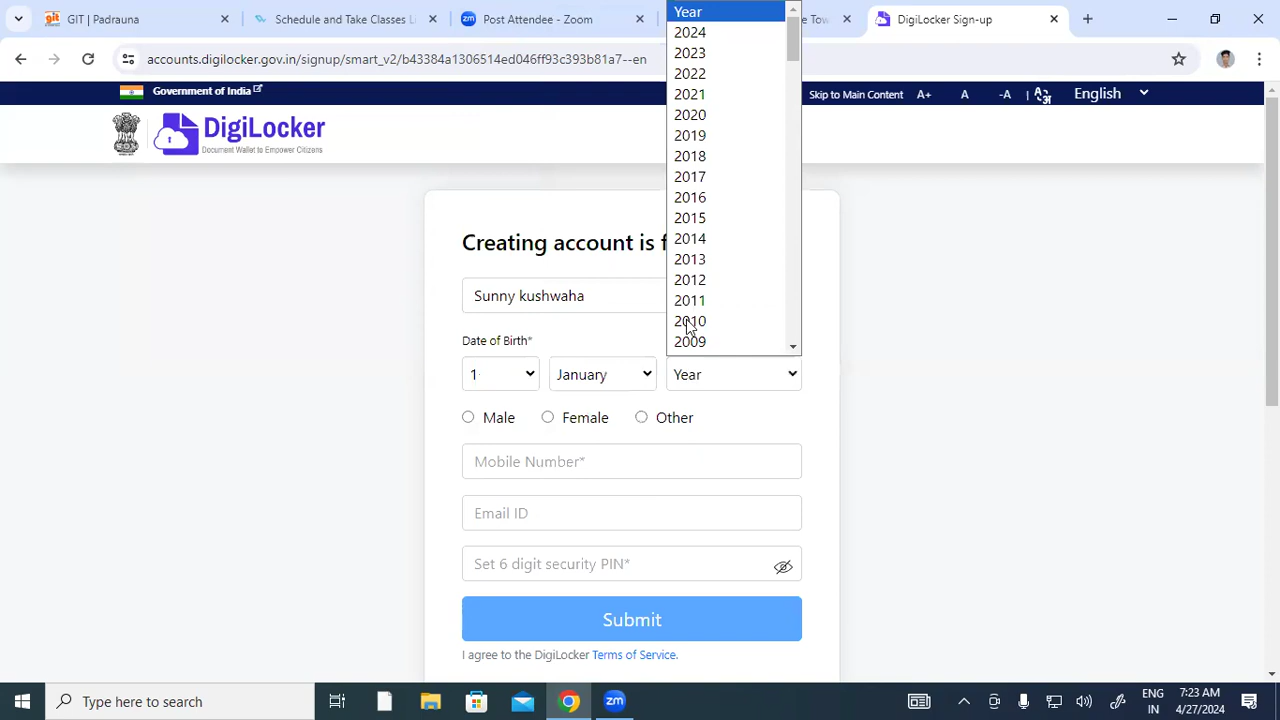 GIT | Padrauna
Schedule and Take Classes Li
zm Post Attendee - Zoom
e Tow
DigiLocker Sign-up
accounts.digilocker.gov.in/signup/smart_v2/b43384a1306514ed046ff93c393b81a7--en
Government of India
Skip to Main Content A+ A -A | English
DigiLocker
Document Wallet to Empower Citizens
Year
2024
2023
2022
2021
2020
2019
2018
2017
2016
2015
2014
2013
2012
2011
2010
2009
Creating account is f
Sunny kushwaha
Date of Birth*
1 January Year
Male Female Other
Mobile Number*
Email ID
Set 6 digit security PIN*
Submit
I agree to the DigiLocker Terms of Service.
Type here to search
zm
ENG
IN
7:23 AM
4/27/2024